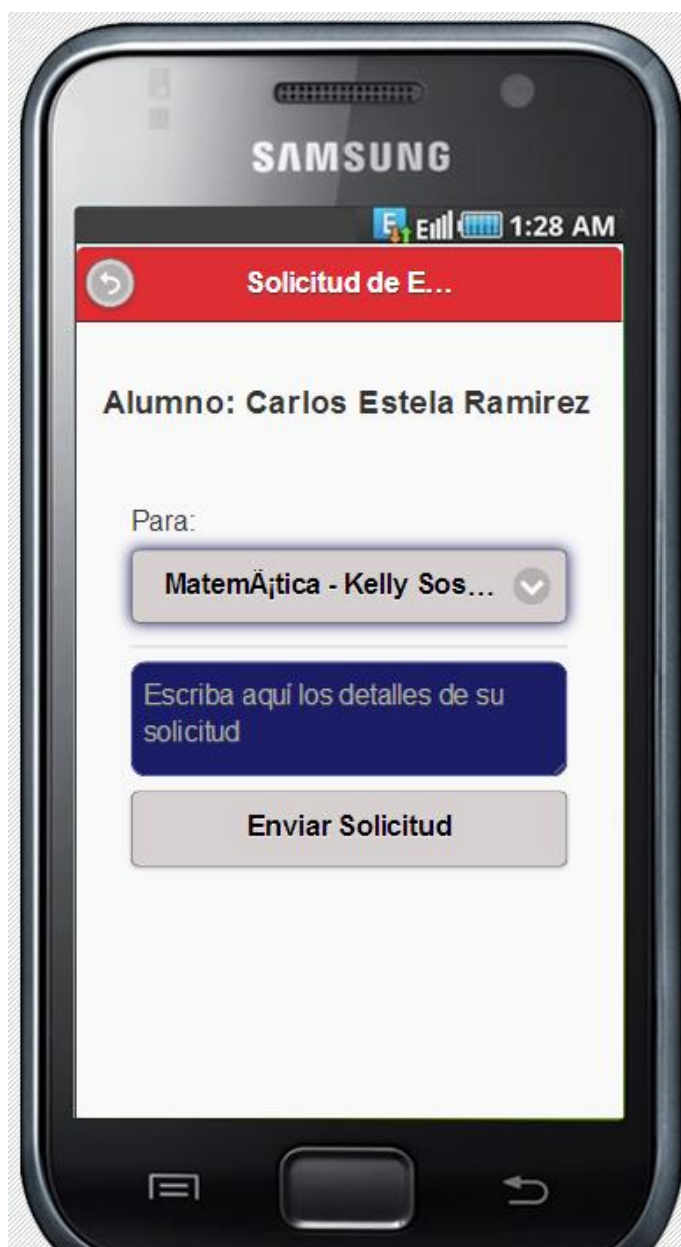 SAMSUNG
E 1:28 AM
Solicitud de E...
Alumno: Carlos Estela Ramirez
Para:
MatemÄ¡tica - Kelly Sos...
Escriba aquí los detalles de su
solicitud
Enviar Solicitud